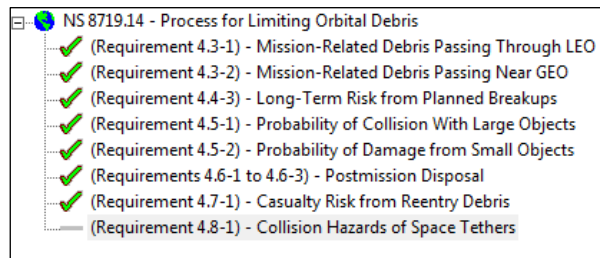 NS 8719.14 - Process for Limiting Orbital Debris
(Requirement 4.3-1) - Mission-Related Debris Passing Through LEO
(Requirement 4.3-2) - Mission-Related Debris Passing Near GEO
(Requirement 4.4-3) - Long-Term Risk from Planned Breakups
(Requirement 4.5-1) - Probability of Collision With Large Objects
(Requirement 4.5-2) - Probability of Damage from Small Objects
(Requirements 4.6-1 to 4.6-3) - Postmission Disposal
(Requirement 4.7-1) - Casualty Risk from Reentry Debris
(Requirement 4.8-1) - Collision Hazards of Space Tethers